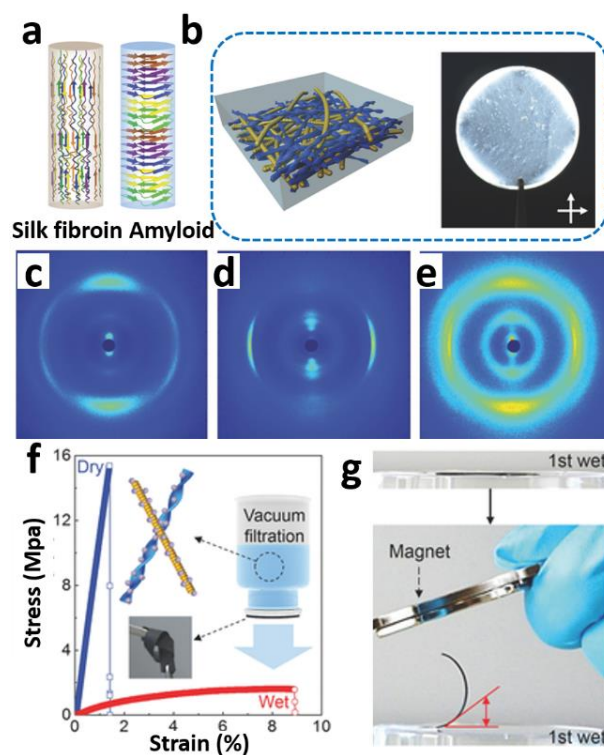 a
b
Silk fibroin Amyloid
c
d
e
f
g
16
12
8
4
0
Stress (Mpa)
Dry
Vacuum
filtration
Wet
0
2
4
6
8
10
Strain (%)
1st wet
Magnet
1st wet